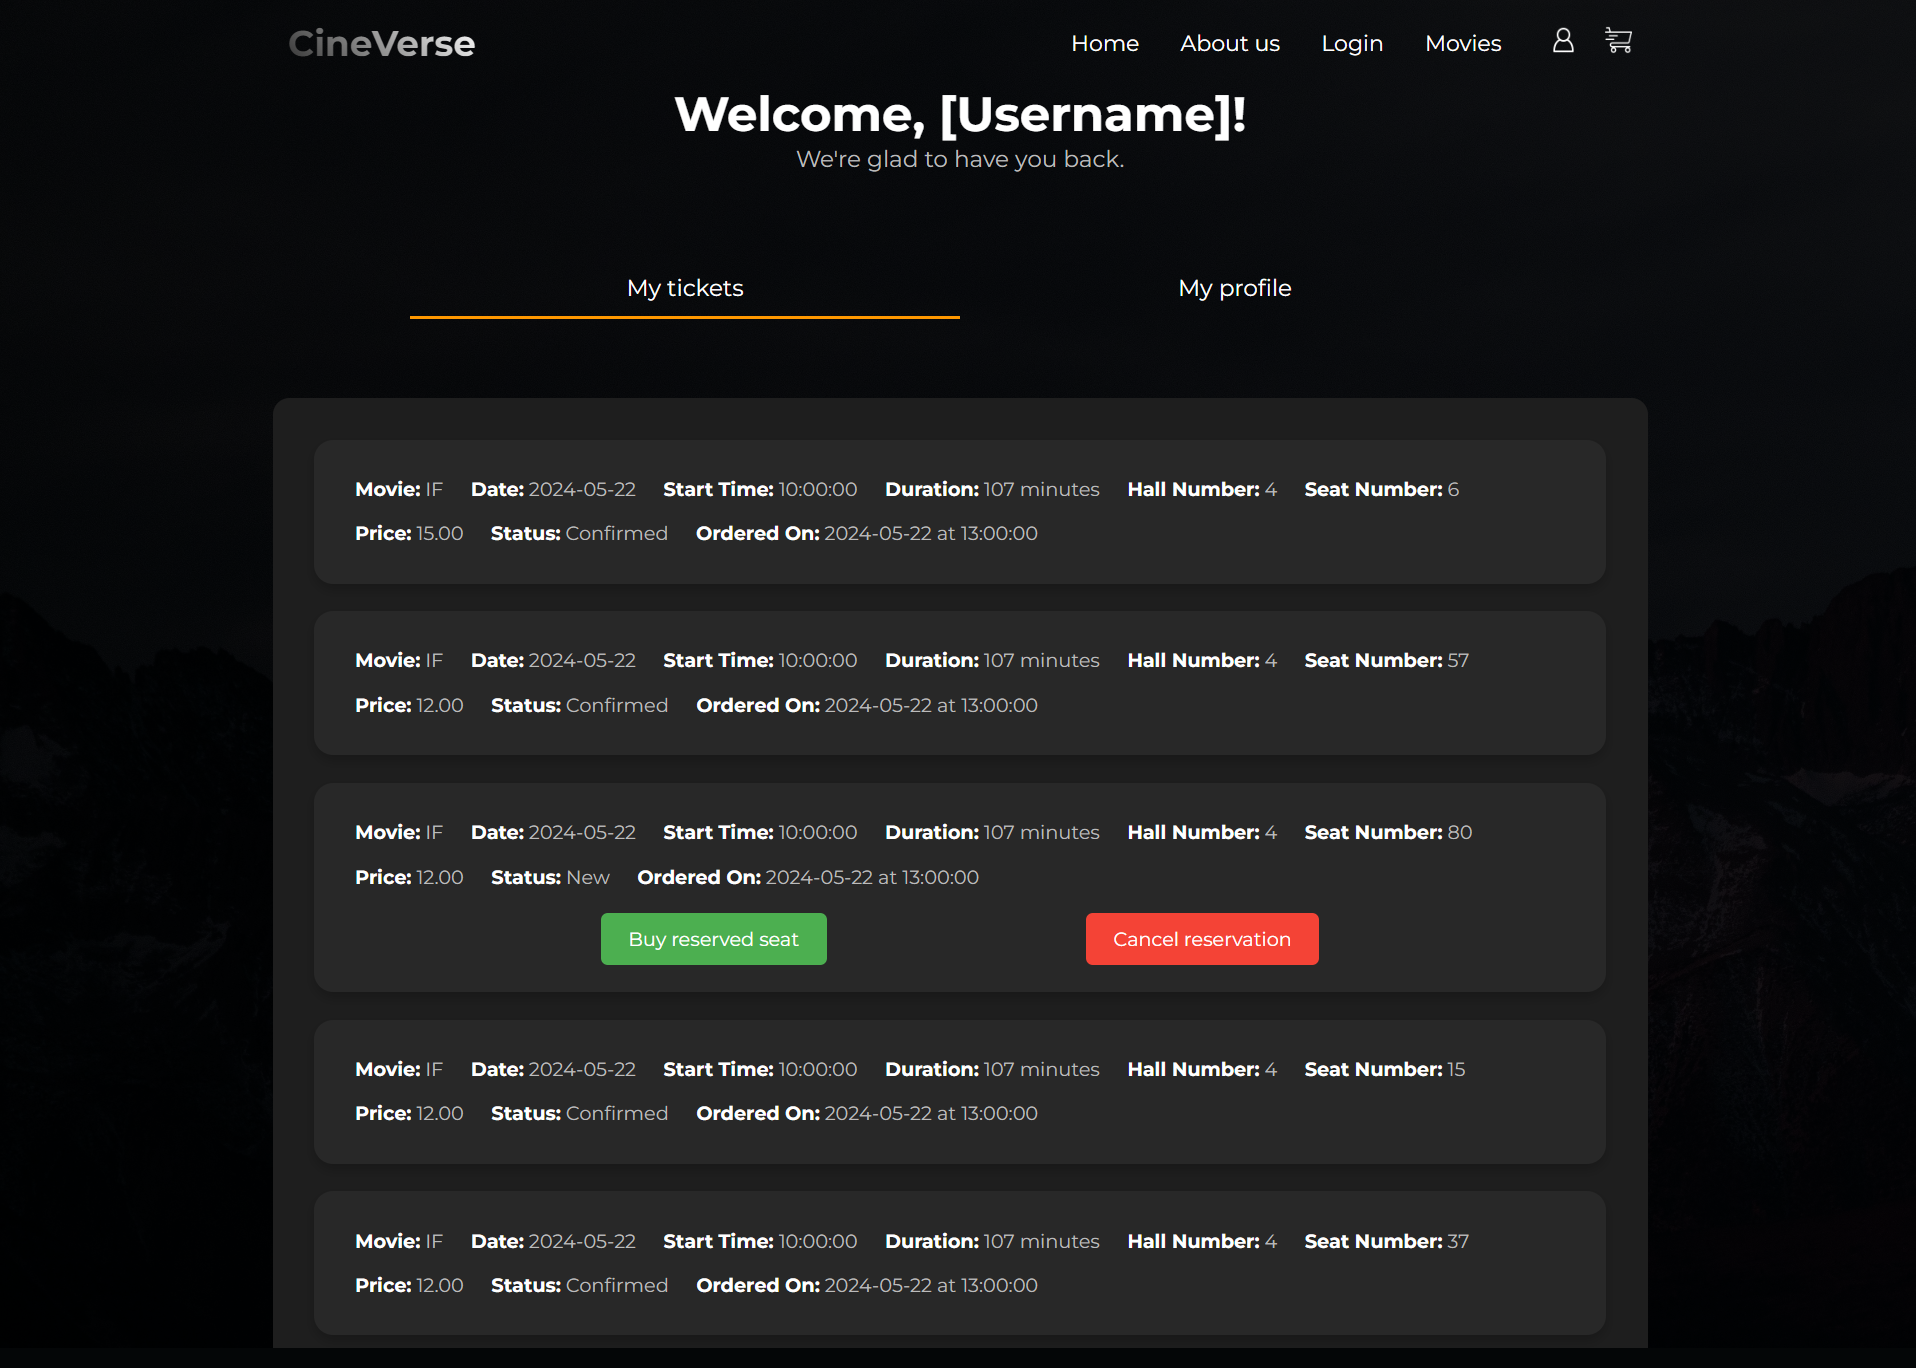 CineVerse Home About us Login Movies
Welcome, [Username]!
We're glad to have you back.
My tickets My profile
Movie: IF Date: 2024-05-22 Start Time: 10:00:00 Duration: 107 minutes Hall Number: 4 Seat Number: 6
Price: 15.00 Status: Confirmed Ordered On: 2024-05-22 at 13:00:00
Movie: IF Date: 2024-05-22 Start Time: 10:00:00 Duration: 107 minutes Hall Number: 4 Seat Number: 57
Price: 12.00 Status: Confirmed Ordered On: 2024-05-22 at 13:00:00
Movie: IF Date: 2024-05-22 Start Time: 10:00:00 Duration: 107 minutes Hall Number: 4 Seat Number: 80
Price: 12.00 Status: New Ordered On: 2024-05-22 at 13:00:00
Buy reserved seat Cancel reservation
Movie: IF Date: 2024-05-22 Start Time: 10:00:00 Duration: 107 minutes Hall Number: 4 Seat Number: 15
Price: 12.00 Status: Confirmed Ordered On: 2024-05-22 at 13:00:00
Movie: IF Date: 2024-05-22 Start Time: 10:00:00 Duration: 107 minutes Hall Number: 4 Seat Number: 37
Price: 12.00 Status: Confirmed Ordered On: 2024-05-22 at 13:00:00